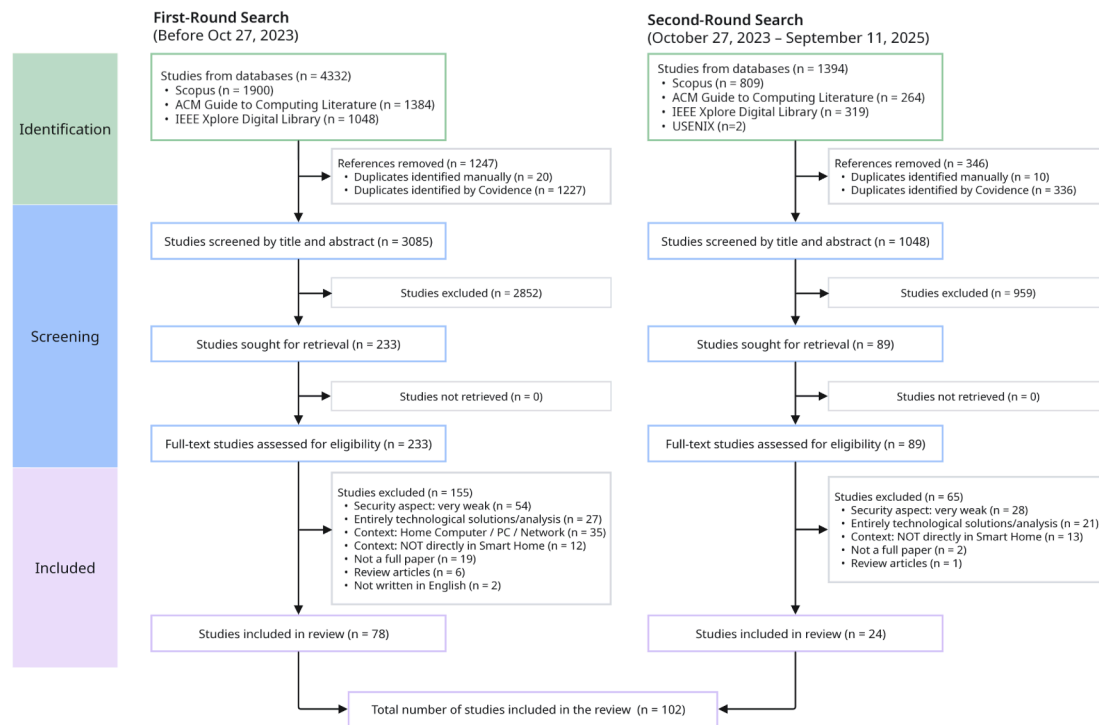 First-Round Search
(Before Oct 27, 2023)
Second-Round Search
(October 27, 2023 – September 11, 2025)
Identification
Studies from databases (n = 4332)
• Scopus (n = 1900)
• ACM Guide to Computing Literature (n = 1384)
• IEEE Xplore Digital Library (n = 1048)
Studies from databases (n = 1394)
• Scopus (n = 809)
• ACM Guide to Computing Literature (n = 264)
• IEEE Xplore Digital Library (n = 319)
• USENIX (n=2)
References removed (n = 1247)
• Duplicates identified manually (n = 20)
• Duplicates identified by Covidence (n = 1227)
References removed (n = 346)
• Duplicates identified manually (n = 10)
• Duplicates identified by Covidence (n = 336)
Screening
Studies screened by title and abstract (n = 3085)
Studies screened by title and abstract (n = 1048)
Studies excluded (n = 2852)
Studies excluded (n = 959)
Studies sought for retrieval (n = 233)
Studies sought for retrieval (n = 89)
Studies not retrieved (n = 0)
Studies not retrieved (n = 0)
Full-text studies assessed for eligibility (n = 233)
Full-text studies assessed for eligibility (n = 89)
Included
Studies excluded (n = 155)
• Security aspect: very weak (n = 54)
• Entirely technological solutions/analysis (n = 27)
• Context: Home Computer / PC / Network (n = 35)
• Context: NOT directly in Smart Home (n = 12)
• Not a full paper (n = 19)
• Review articles (n = 6)
• Not written in English (n = 2)
Studies excluded (n = 65)
• Security aspect: very weak (n = 28)
• Entirely technological solutions/analysis (n = 21)
• Context: NOT directly in Smart Home (n = 13)
• Not a full paper (n = 2)
• Review articles (n = 1)
Studies included in review (n = 78)
Studies included in review (n = 24)
Total number of studies included in the review (n = 102)